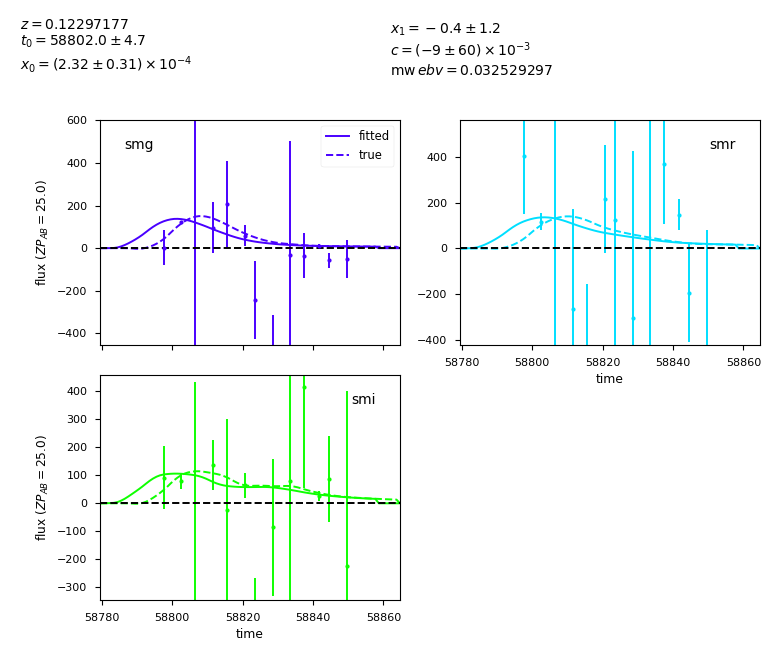 z = 0.12297177
t₀ = 58802.0 ± 4.7
x₀ = (2.32 ± 0.31) × 10⁻⁴
x₁ = −0.4 ± 1.2
c = (−9 ± 60) × 10⁻³
mw ebv = 0.032529297
smg
fitted
true
600
400
200
0
−200
−400
flux (ZP_AB = 25.0)
smr
400
200
0
−200
−400
58780 58800 58820 58840 58860
time
smi
400
300
200
100
0
−100
−200
−300
flux (ZP_AB = 25.0)
58780 58800 58820 58840 58860
time